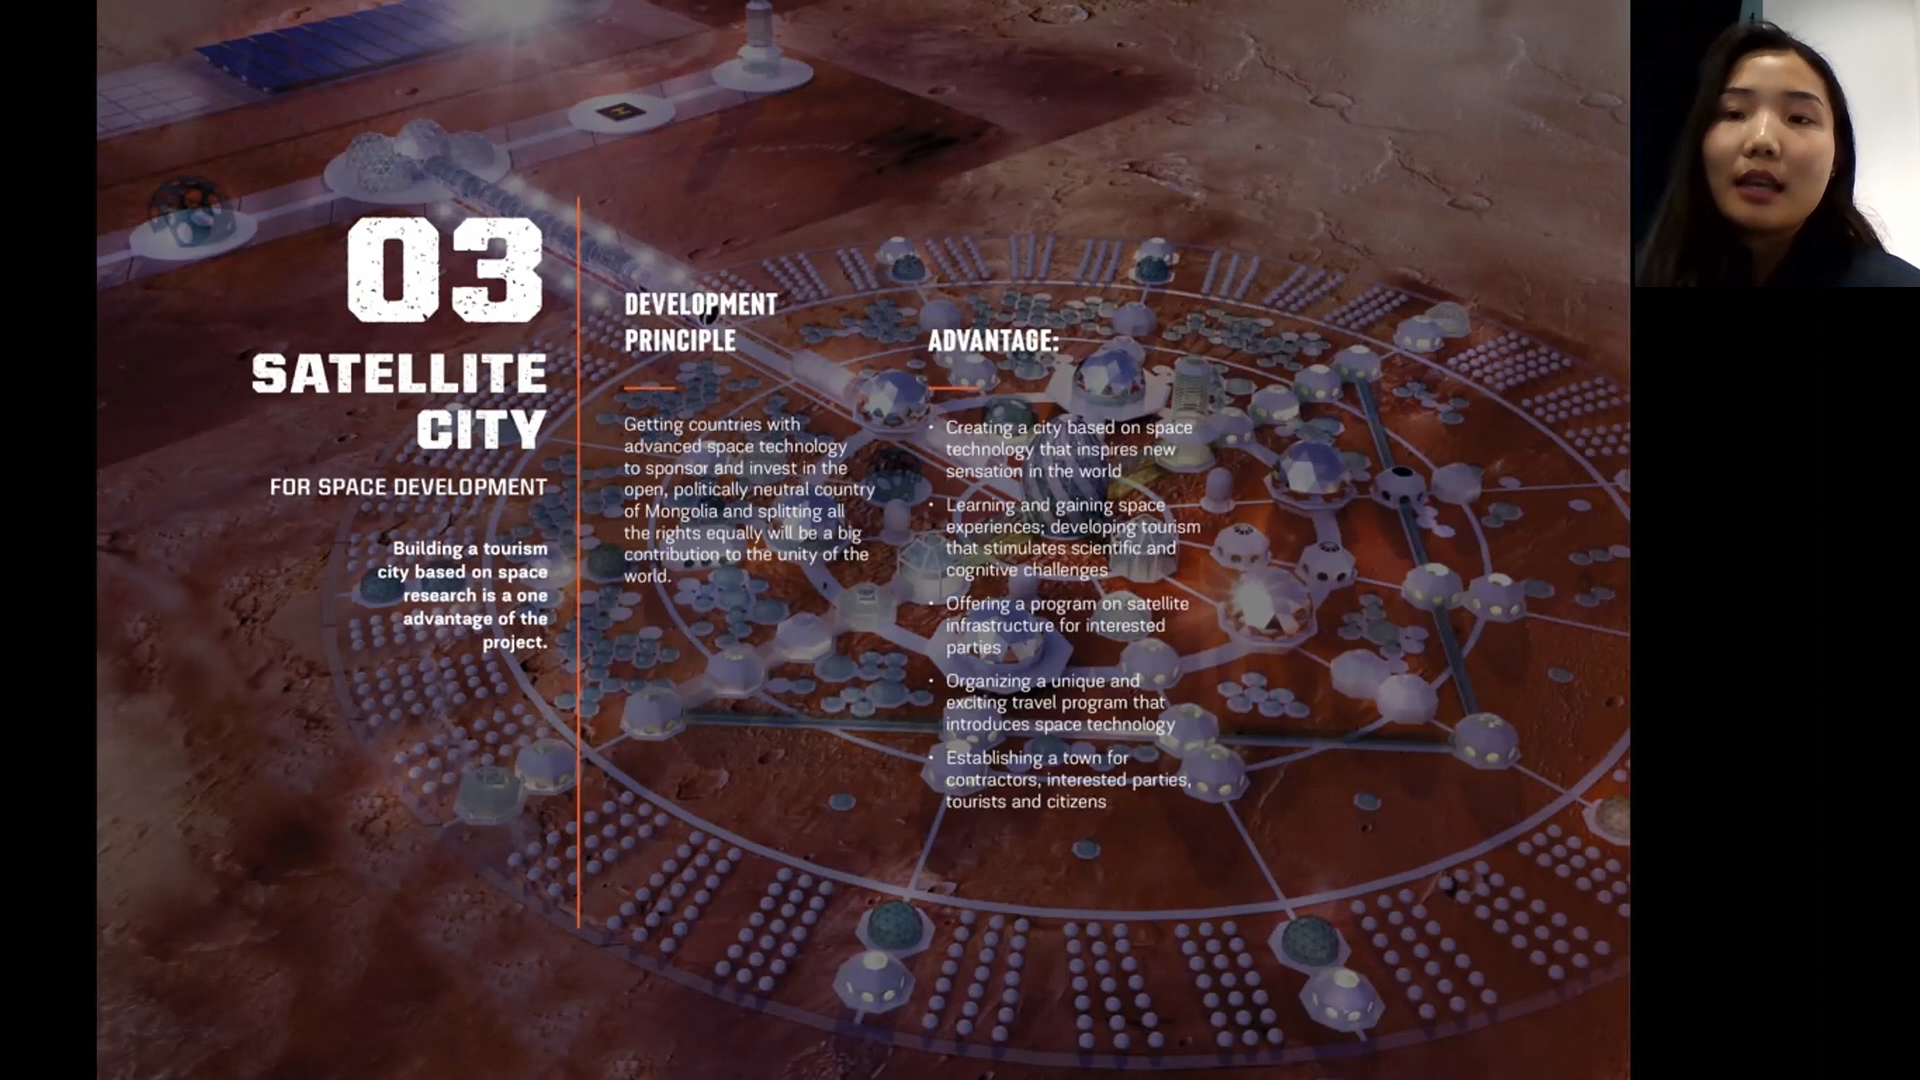 03
SATELLITE
CITY
FOR SPACE DEVELOPMENT
Building a tourism
city based on space
research is a one
advantage of the
project.
DEVELOPMENT
PRINCIPLE
Getting countries with
advanced space technology
to sponsor and invest in the
open, politically neutral country
of Mongolia and splitting all
the rights equally will be a big
contribution to the unity of the
world.
ADVANTAGE:
• Creating a city based on space
technology that inspires new
sensation in the world
• Learning and gaining space
experiences; developing tourism
that stimulates scientific and
cognitive challenges
• Offering a program on satellite
infrastructure for interested
parties
• Organizing a unique and
exciting travel program that
introduces space technology
• Establishing a town for
contractors, interested parties,
tourists and citizens